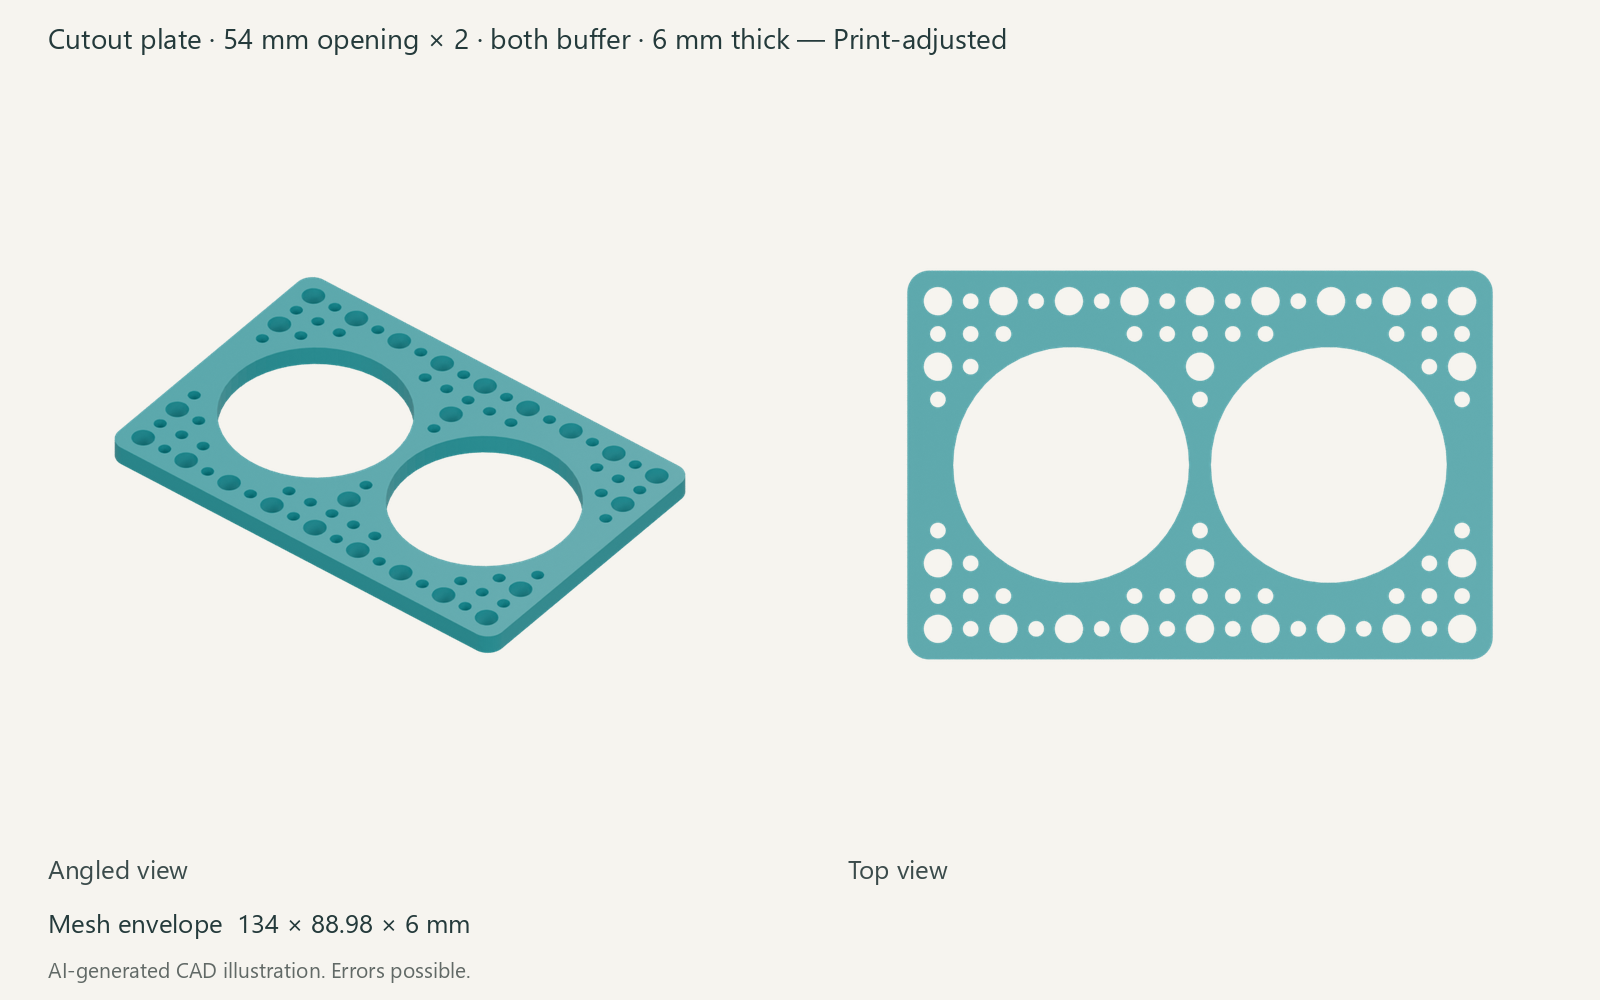 Cutout plate · 54 mm opening × 2 · both buffer · 6 mm thick — Print-adjusted
Angled view
Top view
Mesh envelope 134 × 88.98 × 6 mm
AI-generated CAD illustration. Errors possible.